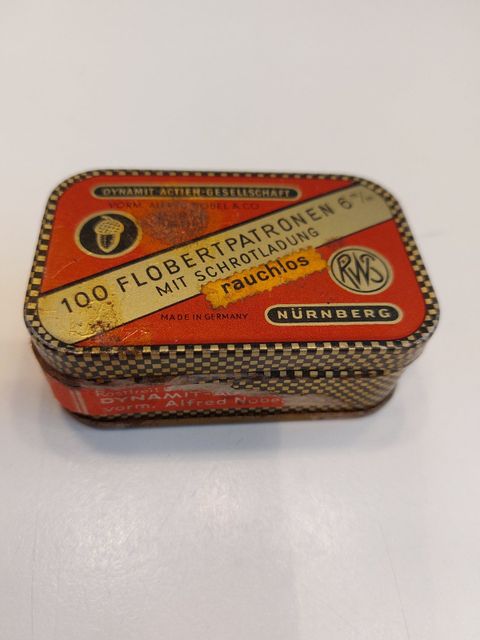 DYNAMIT-ACTIEN-GESELLSCHAFT
VORM. ALFRED NOBEL & CO.
100 FLOBERTPATRONEN 6 m/m
MIT SCHROTLADUNG
rauchlos
RWS
MADE IN GERMANY
NÜRNBERG
Rostfrei
DYNAMIT-A
vorm. Alfred Nobe